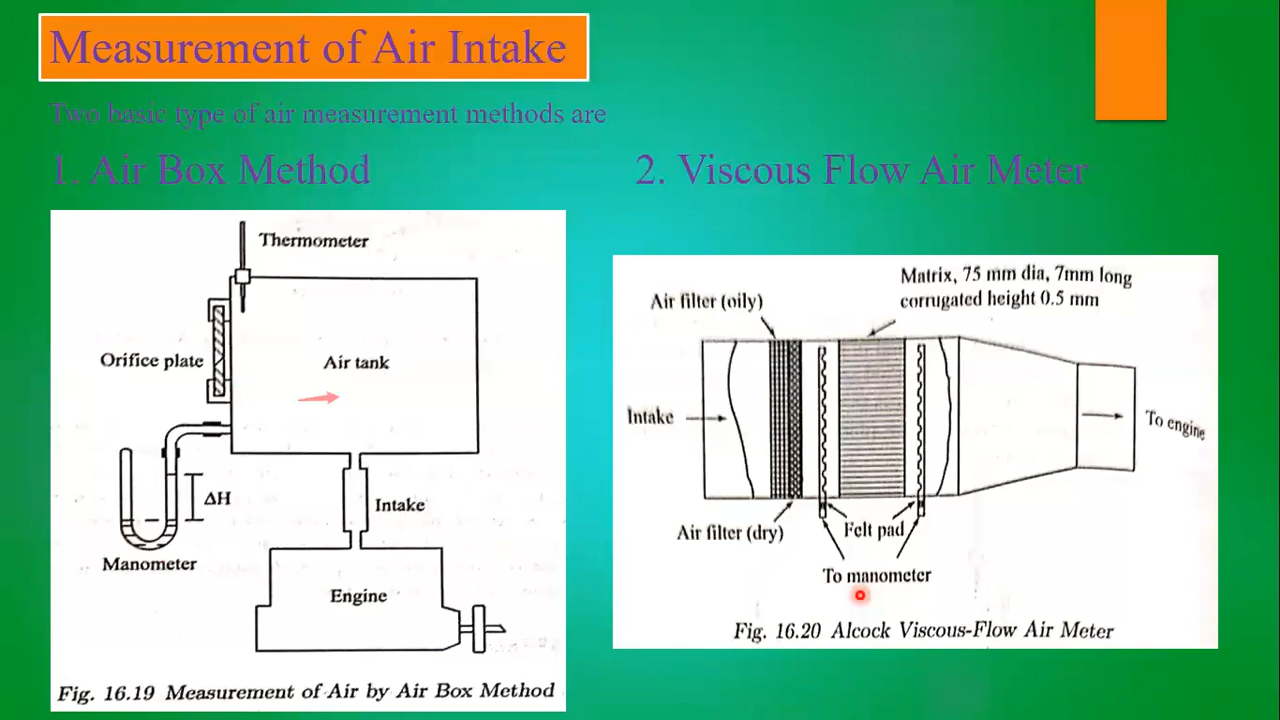 Measurement of Air Intake
Two basic type of air measurement methods are
1. Air Box Method
2. Viscous Flow Air Meter
Thermometer
Orifice plate
Air tank
ΔH
Intake
Manometer
Engine
Fig. 16.19 Measurement of Air by Air Box Method
Matrix, 75 mm dia, 7mm long
corrugated height 0.5 mm
Air filter (oily)
Intake
To engine
Air filter (dry)
Felt pad
To manometer
Fig. 16.20 Alcock Viscous-Flow Air Meter